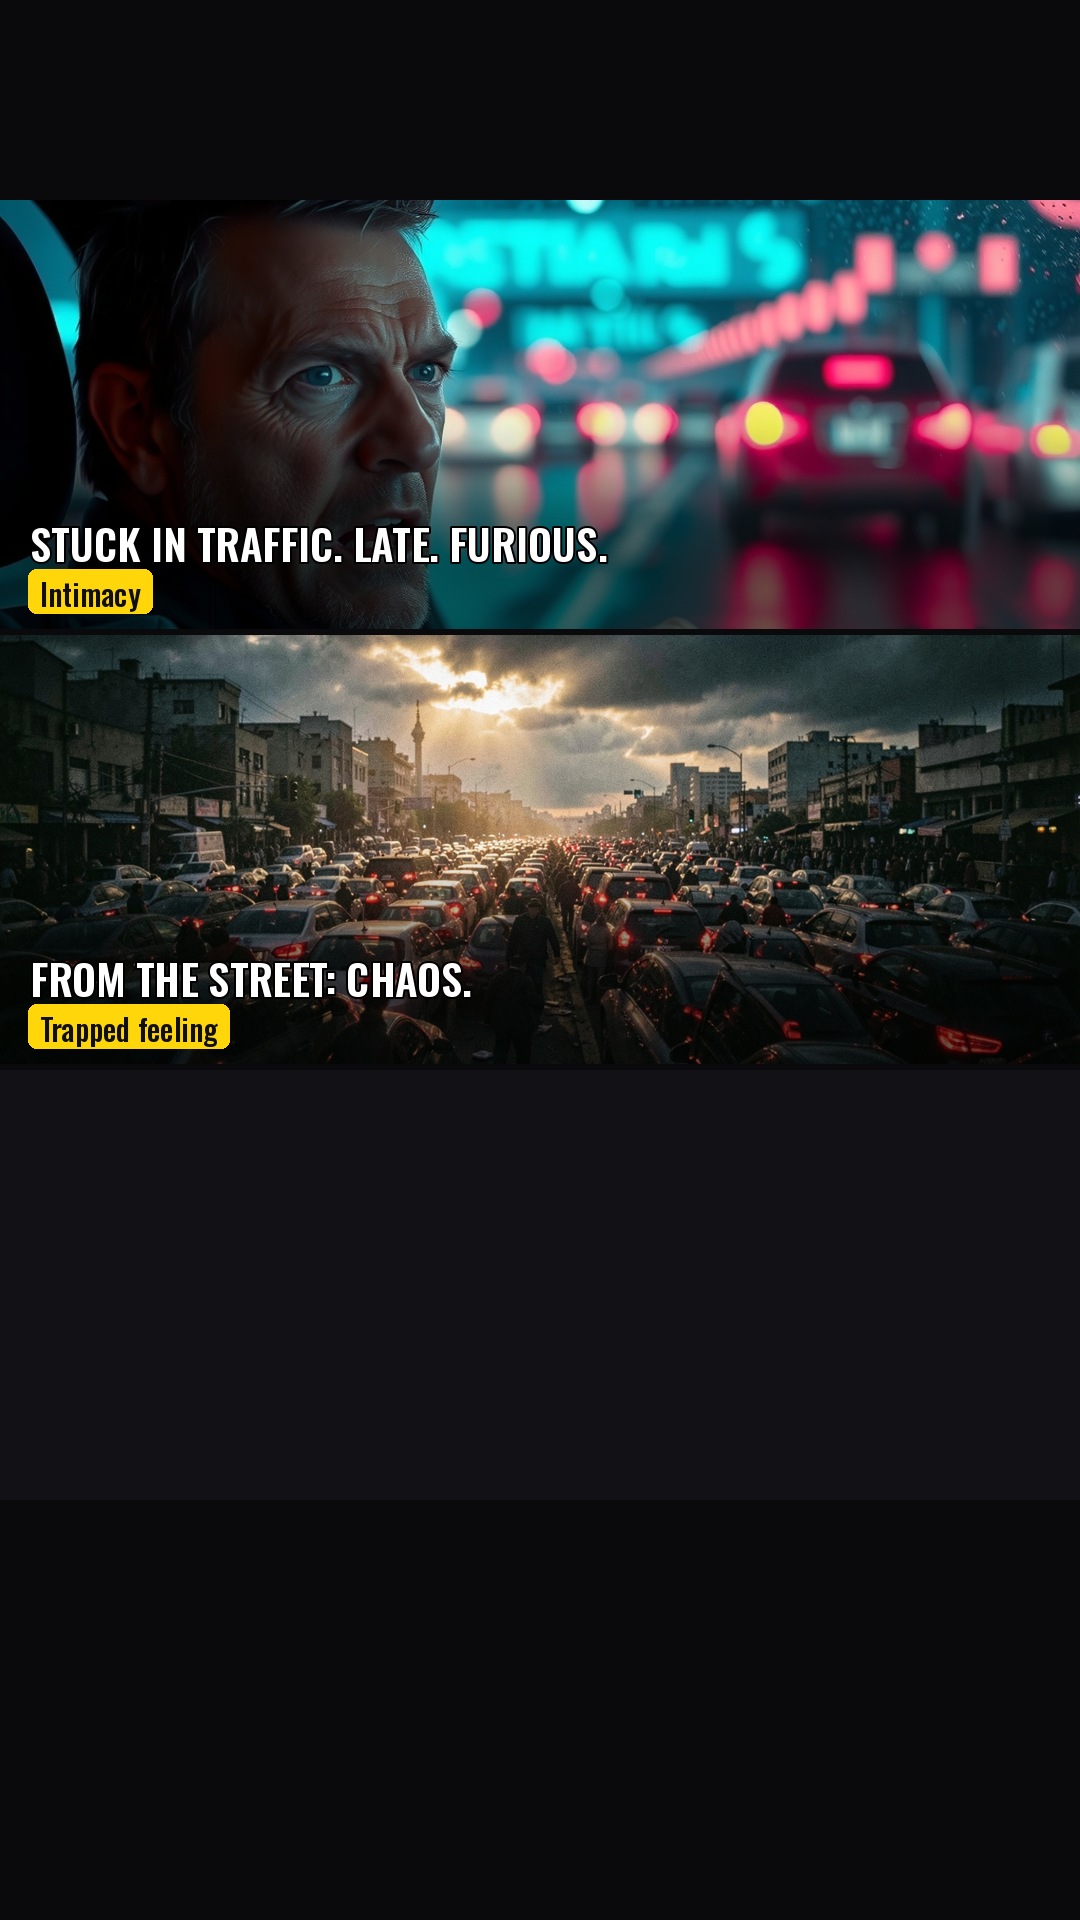 STUCK IN TRAFFIC. LATE. FURIOUS.
Intimacy
FROM THE STREET: CHAOS.
Trapped feeling